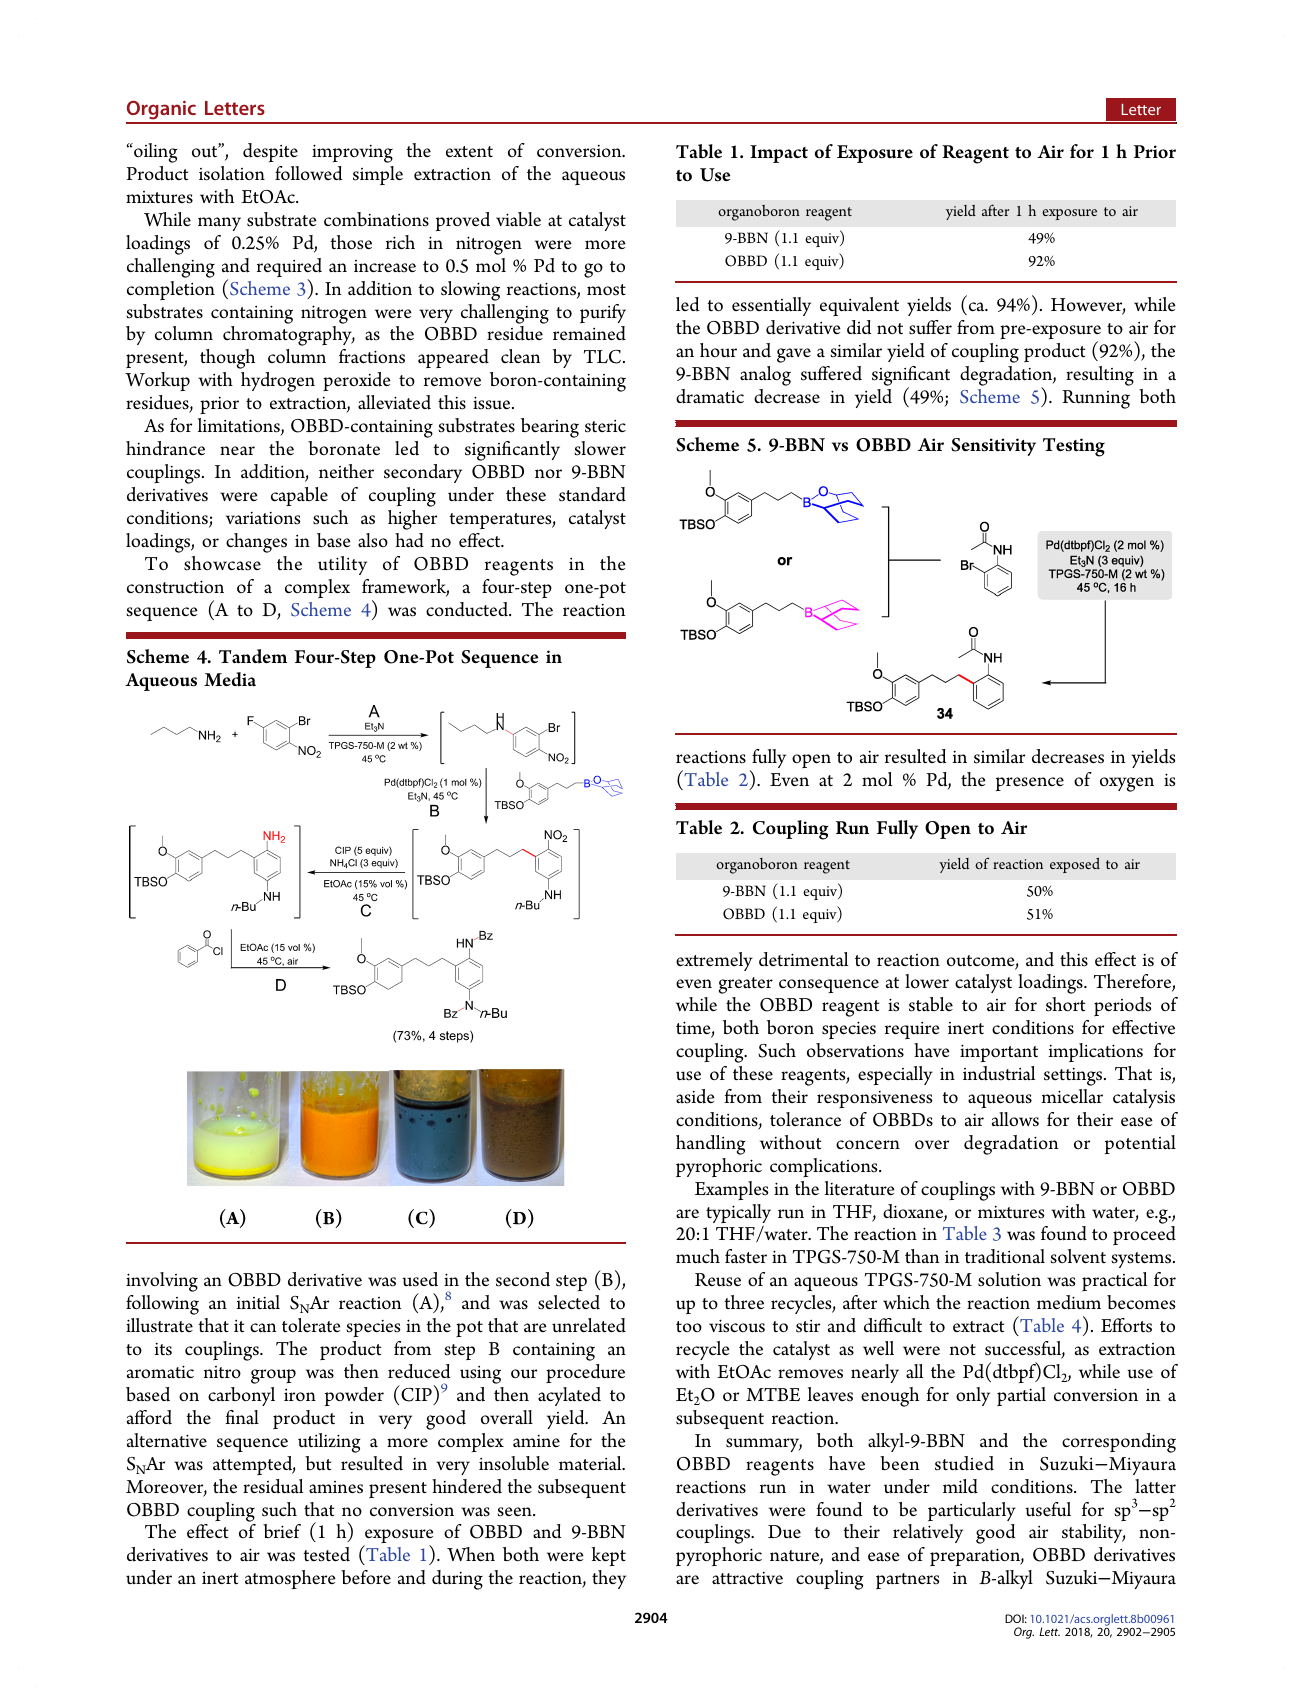 Organic Letters
Letter
“oiling out”, despite improving the extent of conversion.
Product isolation followed simple extraction of the aqueous
mixtures with EtOAc.
While many substrate combinations proved viable at catalyst
loadings of 0.25% Pd, those rich in nitrogen were more
challenging and required an increase to 0.5 mol % Pd to go to
completion (Scheme 3). In addition to slowing reactions, most
substrates containing nitrogen were very challenging to purify
by column chromatography, as the OBBD residue remained
present, though column fractions appeared clean by TLC.
Workup with hydrogen peroxide to remove boron-containing
residues, prior to extraction, alleviated this issue.
As for limitations, OBBD-containing substrates bearing steric
hindrance near the boronate led to significantly slower
couplings. In addition, neither secondary OBBD nor 9-BBN
derivatives were capable of coupling under these standard
conditions; variations such as higher temperatures, catalyst
loadings, or changes in base also had no effect.
To showcase the utility of OBBD reagents in the
construction of a complex framework, a four-step one-pot
sequence (A to D, Scheme 4) was conducted. The reaction
Scheme 4. Tandem Four-Step One-Pot Sequence in
Aqueous Media
NH2
+
F
Br
NO2
A
Et3N
TPGS-750-M (2 wt %)
45 ºC
H
N
Br
NO2
Pd(dtbpf)Cl2 (1 mol %)
Et3N, 45 ºC
B
O
TBSO
B
O
NH2
O
TBSO
NH
n-Bu
CIP (5 equiv)
NH4Cl (3 equiv)
EtOAc (15% vol %)
45 ºC
C
NO2
O
TBSO
NH
n-Bu
O
Cl
EtOAc (15 vol %)
45 ºC, air
D
HN
Bz
O
TBSO
N
Bz
n-Bu
(73%, 4 steps)
(A) (B) (C) (D)
involving an OBBD derivative was used in the second step (B),
following an initial SNAr reaction (A),8 and was selected to
illustrate that it can tolerate species in the pot that are unrelated
to its couplings. The product from step B containing an
aromatic nitro group was then reduced using our procedure
based on carbonyl iron powder (CIP)9 and then acylated to
afford the final product in very good overall yield. An
alternative sequence utilizing a more complex amine for the
SNAr was attempted, but resulted in very insoluble material.
Moreover, the residual amines present hindered the subsequent
OBBD coupling such that no conversion was seen.
The effect of brief (1 h) exposure of OBBD and 9-BBN
derivatives to air was tested (Table 1). When both were kept
under an inert atmosphere before and during the reaction, they
Table 1. Impact of Exposure of Reagent to Air for 1 h Prior
to Use
organoboron reagent yield after 1 h exposure to air
9-BBN (1.1 equiv) 49%
OBBD (1.1 equiv) 92%
led to essentially equivalent yields (ca. 94%). However, while
the OBBD derivative did not suffer from pre-exposure to air for
an hour and gave a similar yield of coupling product (92%), the
9-BBN analog suffered significant degradation, resulting in a
dramatic decrease in yield (49%; Scheme 5). Running both
Scheme 5. 9-BBN vs OBBD Air Sensitivity Testing
O
TBSO
B
O
or
O
TBSO
B
O
NH
Br
Pd(dtbpf)Cl2 (2 mol %)
Et3N (3 equiv)
TPGS-750-M (2 wt %)
45 ºC, 16 h
O
NH
O
TBSO
34
reactions fully open to air resulted in similar decreases in yields
(Table 2). Even at 2 mol % Pd, the presence of oxygen is
Table 2. Coupling Run Fully Open to Air
organoboron reagent yield of reaction exposed to air
9-BBN (1.1 equiv) 50%
OBBD (1.1 equiv) 51%
extremely detrimental to reaction outcome, and this effect is of
even greater consequence at lower catalyst loadings. Therefore,
while the OBBD reagent is stable to air for short periods of
time, both boron species require inert conditions for effective
coupling. Such observations have important implications for
use of these reagents, especially in industrial settings. That is,
aside from their responsiveness to aqueous micellar catalysis
conditions, tolerance of OBBDs to air allows for their ease of
handling without concern over degradation or potential
pyrophoric complications.
Examples in the literature of couplings with 9-BBN or OBBD
are typically run in THF, dioxane, or mixtures with water, e.g.,
20:1 THF/water. The reaction in Table 3 was found to proceed
much faster in TPGS-750-M than in traditional solvent systems.
Reuse of an aqueous TPGS-750-M solution was practical for
up to three recycles, after which the reaction medium becomes
too viscous to stir and difficult to extract (Table 4). Efforts to
recycle the catalyst as well were not successful, as extraction
with EtOAc removes nearly all the Pd(dtbpf)Cl2, while use of
Et2O or MTBE leaves enough for only partial conversion in a
subsequent reaction.
In summary, both alkyl-9-BBN and the corresponding
OBBD reagents have been studied in Suzuki−Miyaura
reactions run in water under mild conditions. The latter
derivatives were found to be particularly useful for sp3−sp2
couplings. Due to their relatively good air stability, non-
pyrophoric nature, and ease of preparation, OBBD derivatives
are attractive coupling partners in B-alkyl Suzuki−Miyaura
2904
DOI: 10.1021/acs.orglett.8b00961
Org. Lett. 2018, 20, 2902−2905